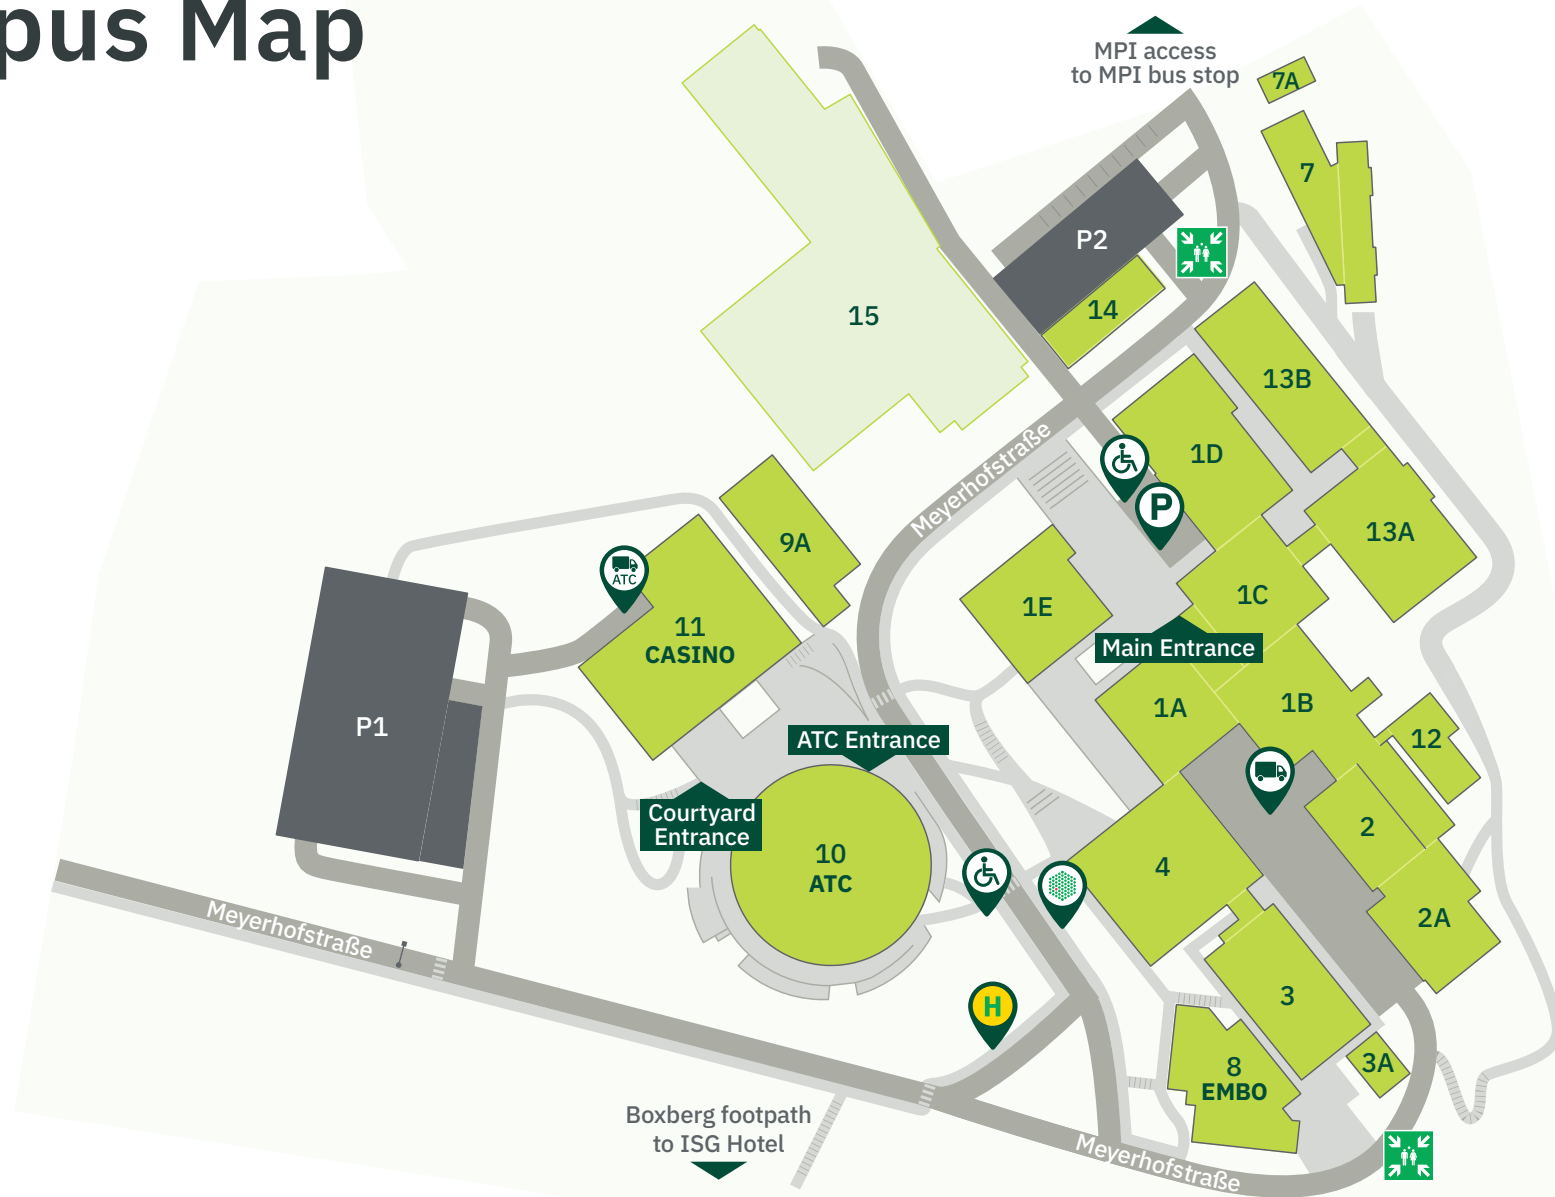 pus Map
MPI access
to MPI bus stop
7A
7
P2
14
15
13B
1D
P
13A
Meyerhofstraße
9A
ATC
1C
1E
11
CASINO
Main Entrance
1A
1B
12
P1
ATC Entrance
Courtyard
Entrance
2
10
ATC
4
2A
Meyerhofstraße
3
H
3A
8
EMBO
Boxberg footpath
to ISG Hotel
Meyerhofstraße